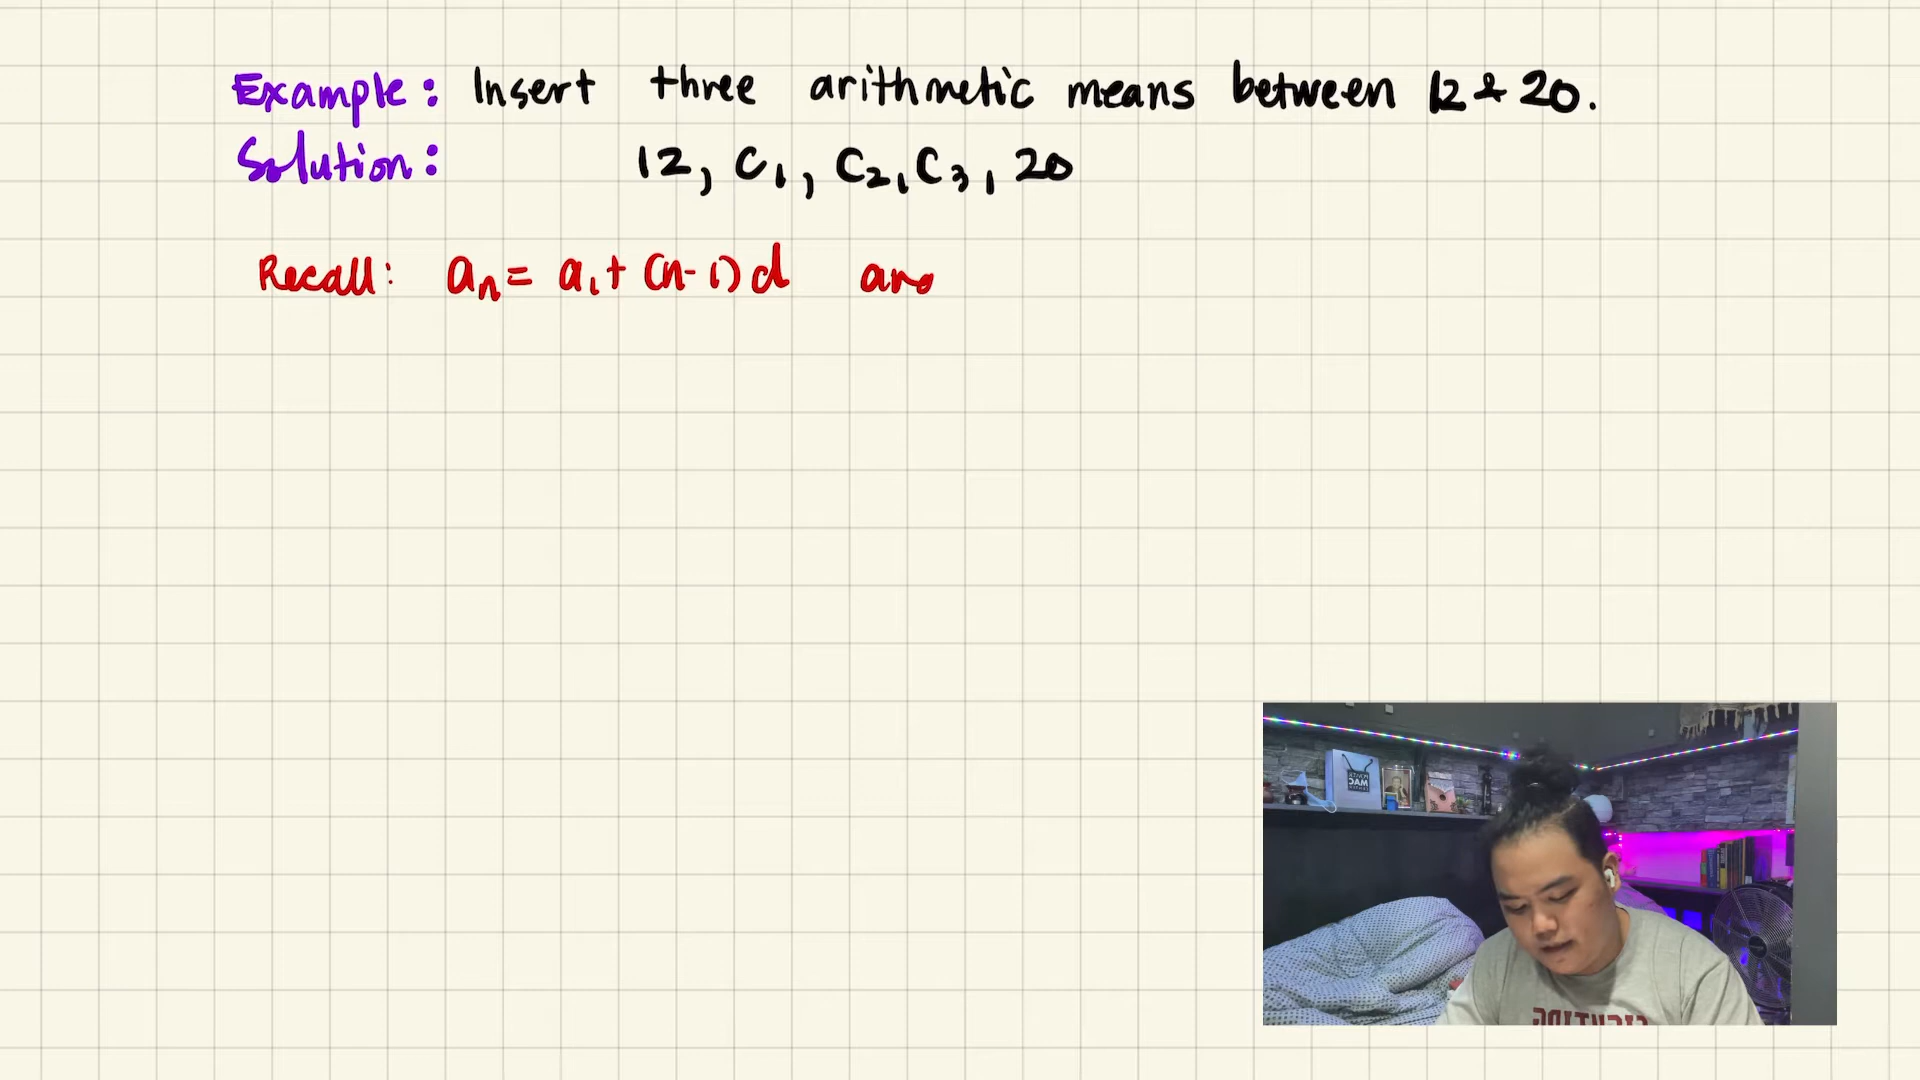 Example: Insert three arithmetic means between 12 & 20.
Solution: 12, C₁, C₂, C₃, 20
Recall: aₙ = a₁ + (n-1)d